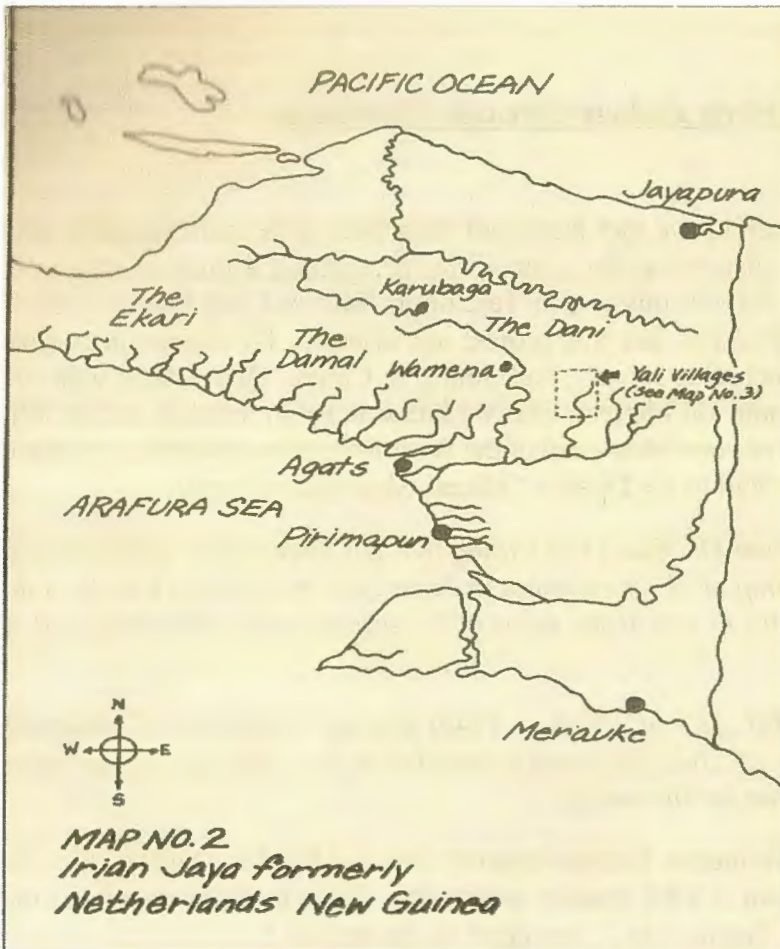 PACIFIC OCEAN
Jayapura
Karubaga
The
Ekari
The Dani
The
Damal
Wamena
Yali Villages
(See Map No.3)
Agats
ARAFURA SEA
Pirimapun
Merauke
N
W E
S
MAP NO.2
Irian Jaya formerly
Netherlands New Guinea